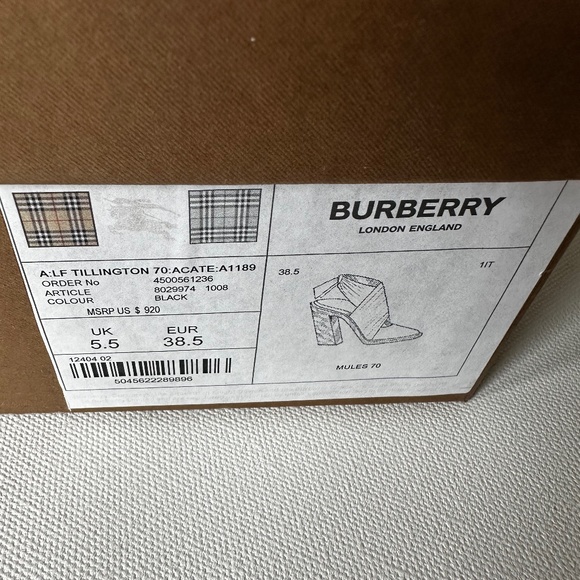 BURBERRY
LONDON ENGLAND
A:LF TILLINGTON 70:ACATE:A1189
ORDER No 4500561236
ARTICLE 8029974 1008
COLOUR BLACK
MSRP US $ 920
UK EUR
5.5 38.5
12404 02
5045622289896
38.5 1/T
MULES 70